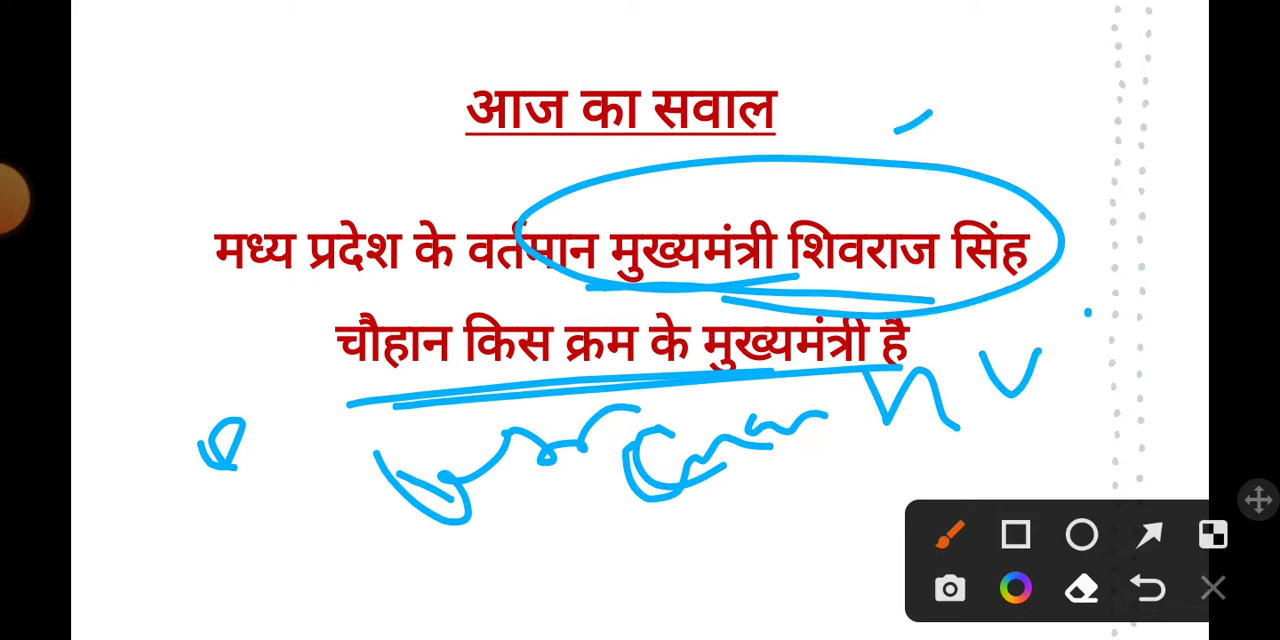 आज का सवाल
मध्य प्रदेश के वर्तमान मुख्यमंत्री शिवराज सिंह
चौहान किस क्रम के मुख्यमंत्री है